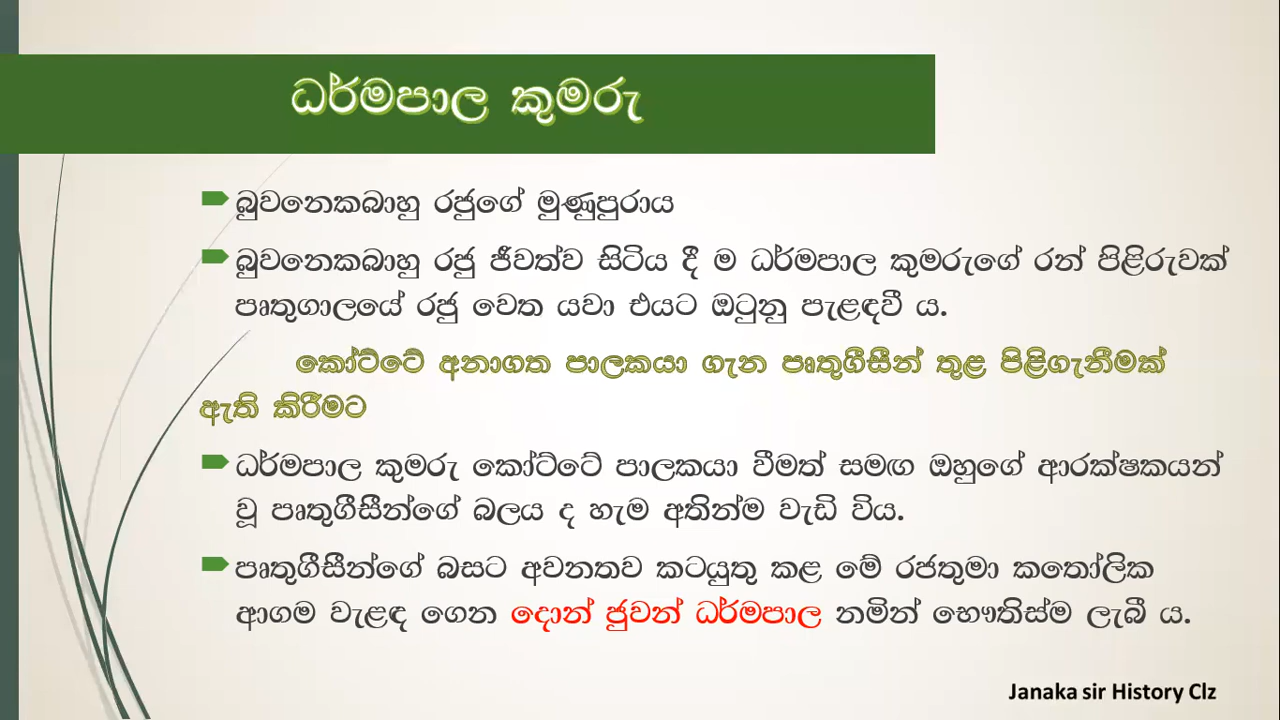 ධර්මපාල කුමරු
බුවනෙකබාහු රජුගේ මුණුපුරාය
බුවනෙකබාහු රජු ජීවත්ව සිටිය දී ම ධර්මපාල කුමරුගේ රන් පිළිරුවක්
පෘතුගාලයේ රජු වෙත යවා එයට ඔටුනු පැළඳවී ය.
කෝට්ටේ අනාගත පාලකයා ගැන පෘතුගීසීන් තුළ පිළිගැනීමක්
ඇති කිරීමට
ධර්මපාල කුමරු කෝට්ටේ පාලකයා වීමත් සමඟ ඔහුගේ ආරක්ෂකයන්
වූ පෘතුගීසීන්ගේ බලය ද හැම අතින්ම වැඩි විය.
පෘතුගීසීන්ගේ බසට අවනතව කටයුතු කළ මේ රජතුමා කතෝලික
ආගම වැළඳ ගෙන දොන් ජුවන් ධර්මපාල නමින් භෞතිස්ම ලැබී ය.
Janaka sir History Clz